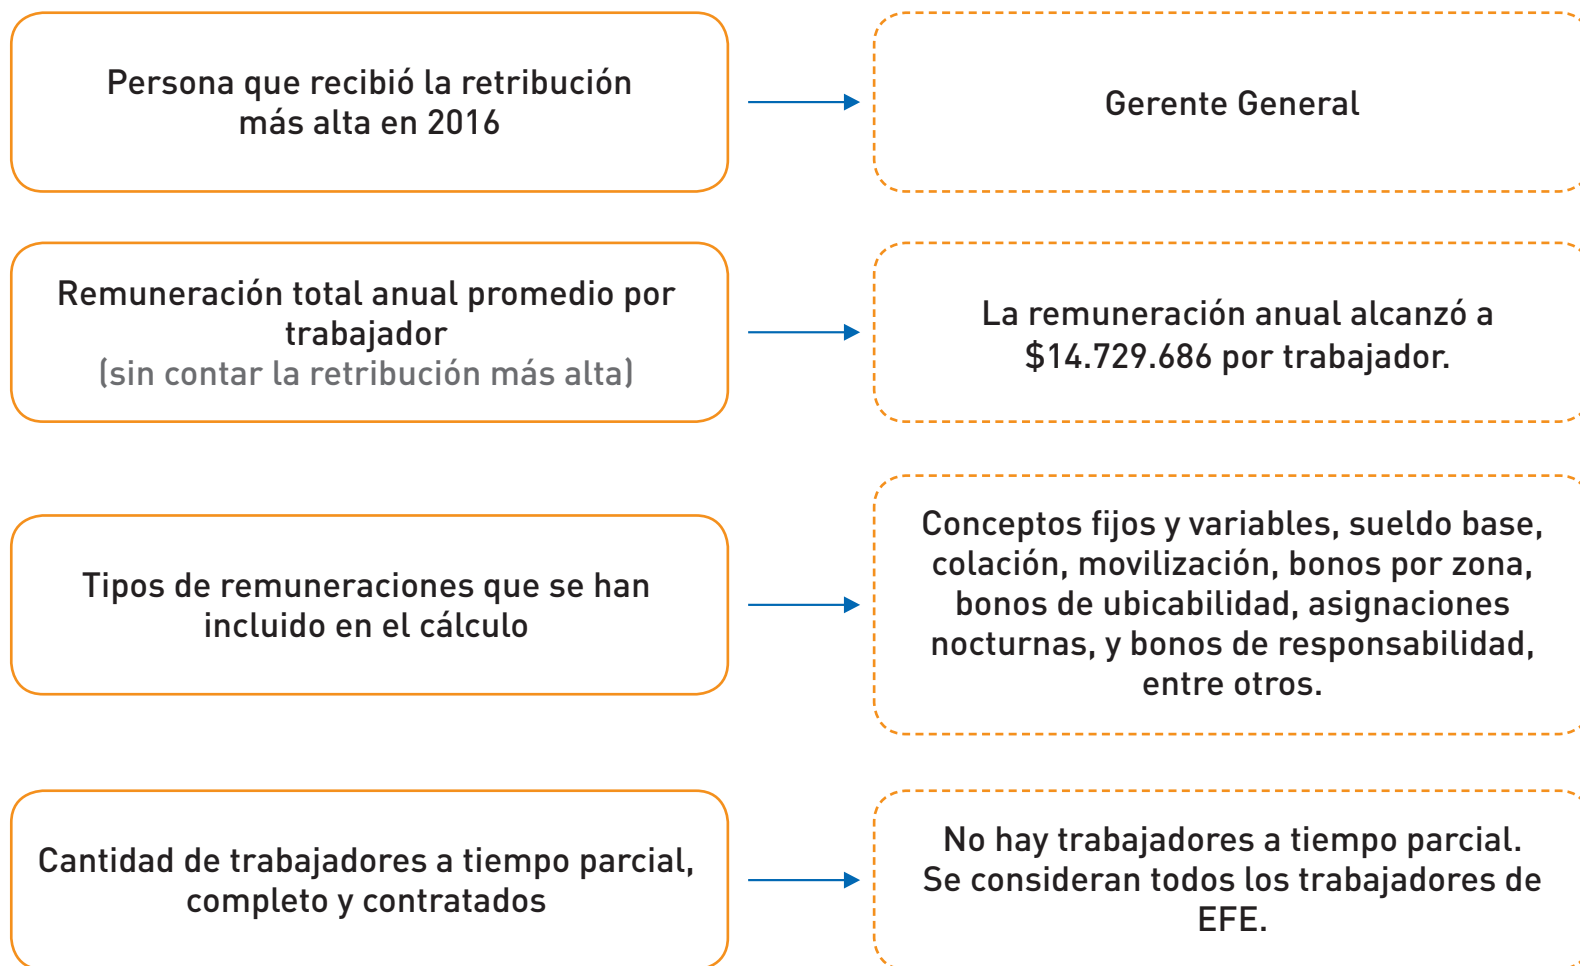 Persona que recibió la retribución
más alta en 2016
Gerente General
Remuneración total anual promedio por
trabajador
(sin contar la retribución más alta)
La remuneración anual alcanzó a
$14.729.686 por trabajador.
Tipos de remuneraciones que se han
incluido en el cálculo
Conceptos fijos y variables, sueldo base,
colación, movilización, bonos por zona,
bonos de ubicabilidad, asignaciones
nocturnas, y bonos de responsabilidad,
entre otros.
Cantidad de trabajadores a tiempo parcial,
completo y contratados
No hay trabajadores a tiempo parcial.
Se consideran todos los trabajadores de
EFE.